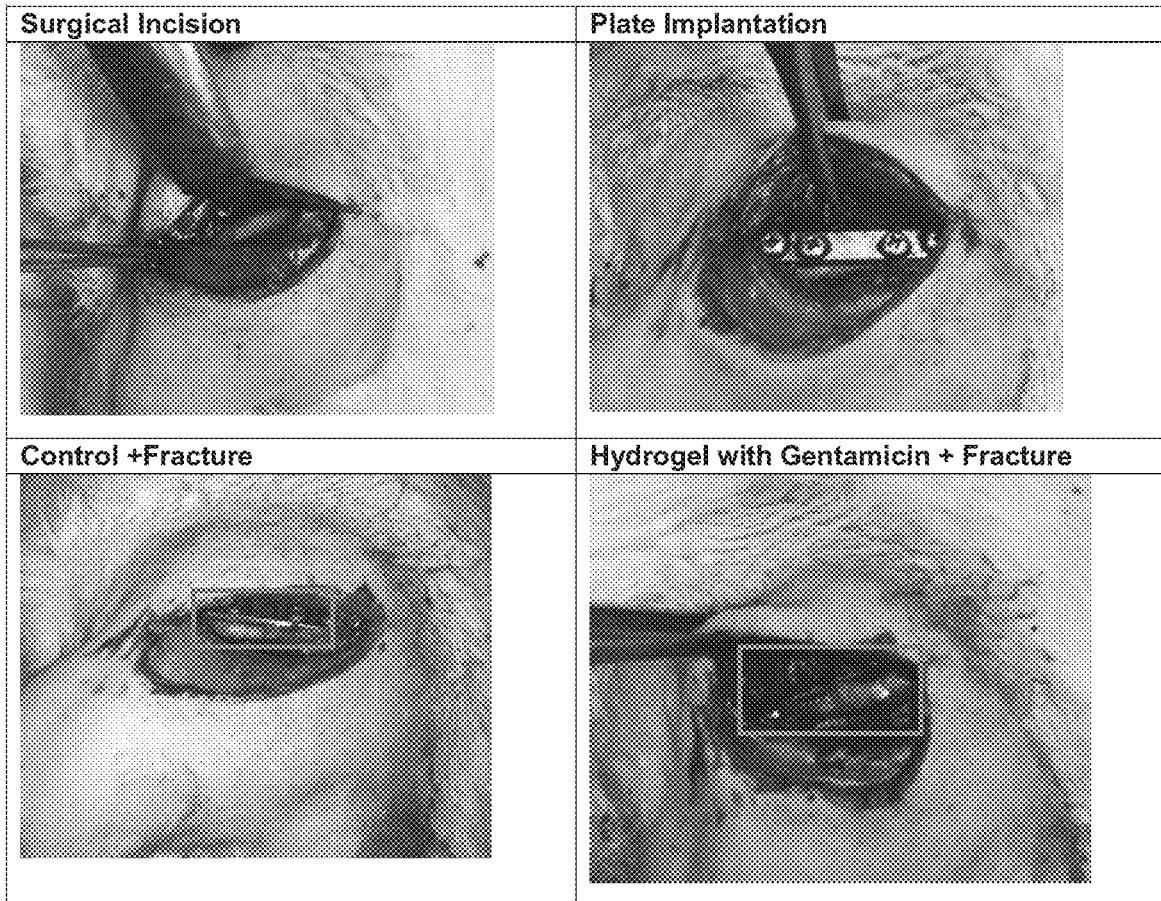 Surgical Incision
Plate Implantation
Control +Fracture
Hydrogel with Gentamicin + Fracture